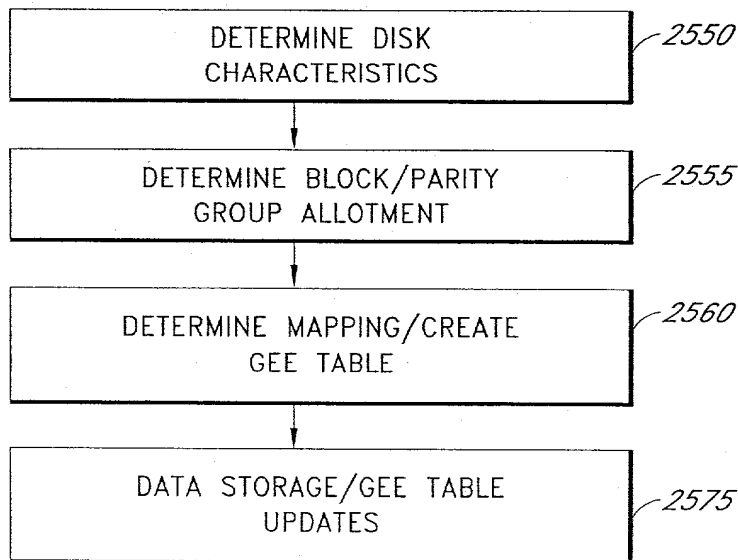 DETERMINE DISK
CHARACTERISTICS
2550
DETERMINE BLOCK/PARITY
GROUP ALLOTMENT
2555
DETERMINE MAPPING/CREATE
GEE TABLE
2560
DATA STORAGE/GEE TABLE
UPDATES
2575